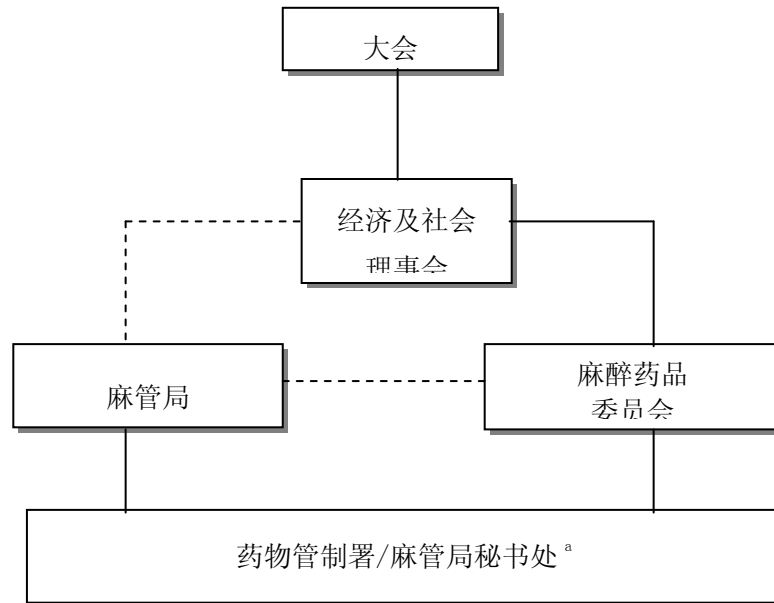 大会
经济及社会
理事会
麻管局
麻醉药品
委员会
药物管制署/麻管局秘书处 a